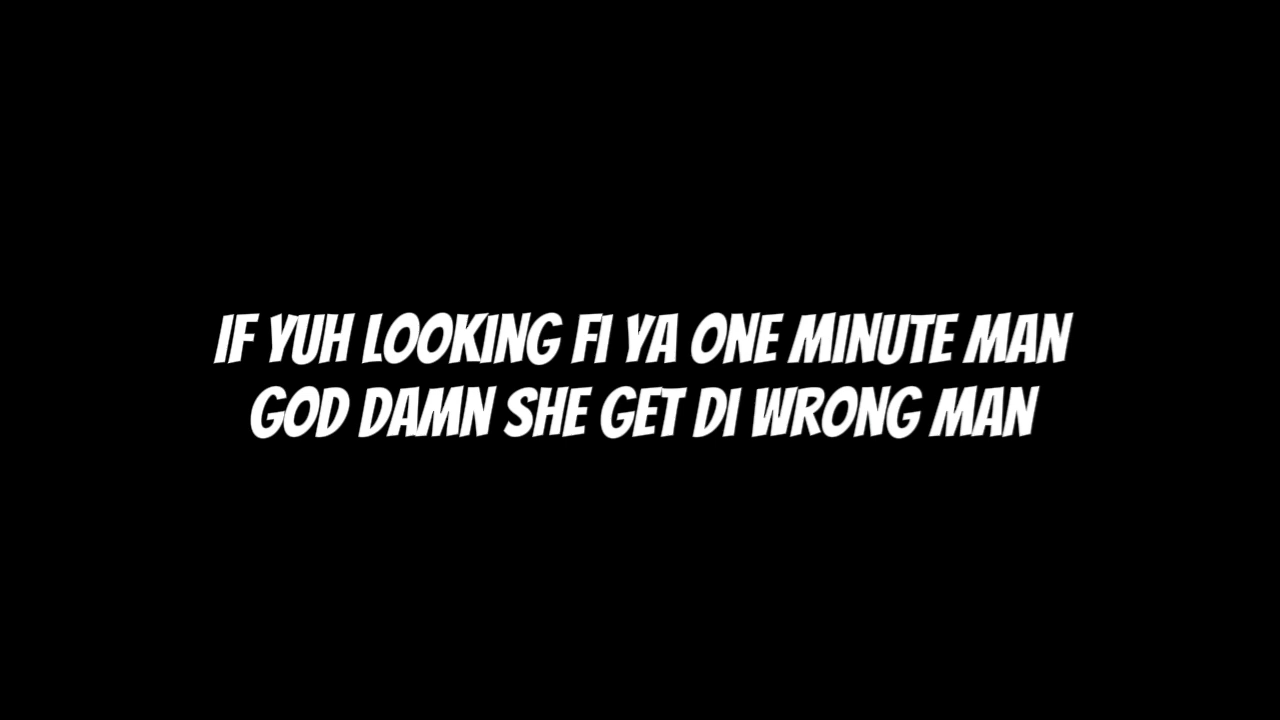 IF YUH LOOKING FI YA ONE MINUTE MAN
GOD DAMN SHE GET DI WRONG MAN